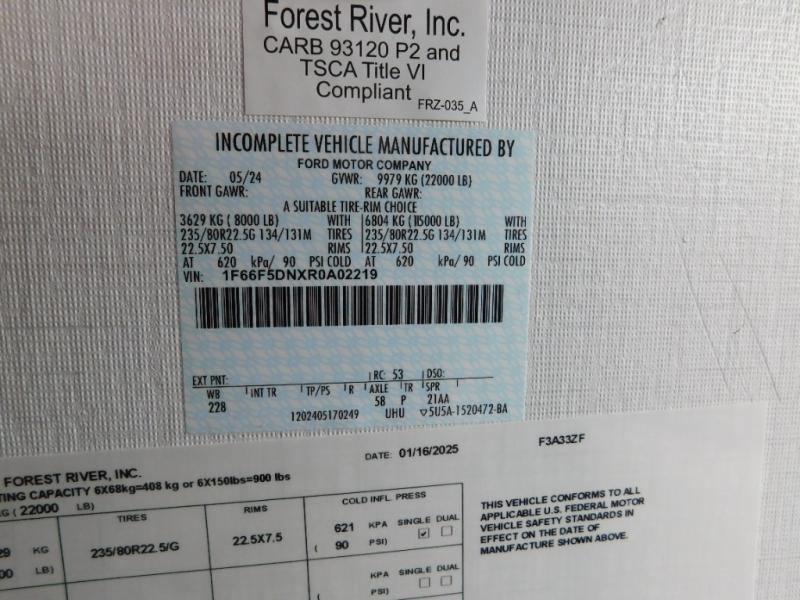 Forest River, Inc.
CARB 93120 P2 and
TSCA Title VI
Compliant
FRZ-035_A
INCOMPLETE VEHICLE MANUFACTURED BY
FORD MOTOR COMPANY
DATE: 05/24 GVWR: 9979 KG (22000 LB)
FRONT GAWR: REAR GAWR:
A SUITABLE TIRE-RIM CHOICE
3629 KG ( 8000 LB) WITH 6804 KG (15000 LB) WITH
235/80R22.5G 134/131M TIRES 235/80R22.5G 134/131M TIRES
22.5X7.50 RIMS 22.5X7.50 RIMS
AT 620 kPa/ 90 PSI COLD AT 620 kPa/ 90 PSI COLD
VIN: 1F66F5DNXR0A02219
EXT PNT: RC: 53 DSO:
WB INT TR TP/PS R AXLE TR SPR
228 58 P 21AA
1202405170249 UHU ▽5U5A-1520472-BA
DATE: 01/16/2025 F3A33ZF
FOREST RIVER, INC.
TING CAPACITY 6X68kg=408 kg or 6X150lbs=900 lbs
KG ( 22000 LB)
TIRES RIMS COLD INFL. PRESS
29 KG 235/80R22.5/G 22.5X7.5 621 KPA SINGLE DUAL
00 LB) ( 90 PSI)
KPA SINGLE DUAL
( PSI)
THIS VEHICLE CONFORMS TO ALL
APPLICABLE U.S. FEDERAL MOTOR
VEHICLE SAFETY STANDARDS IN
EFFECT ON THE DATE OF
MANUFACTURE SHOWN ABOVE.